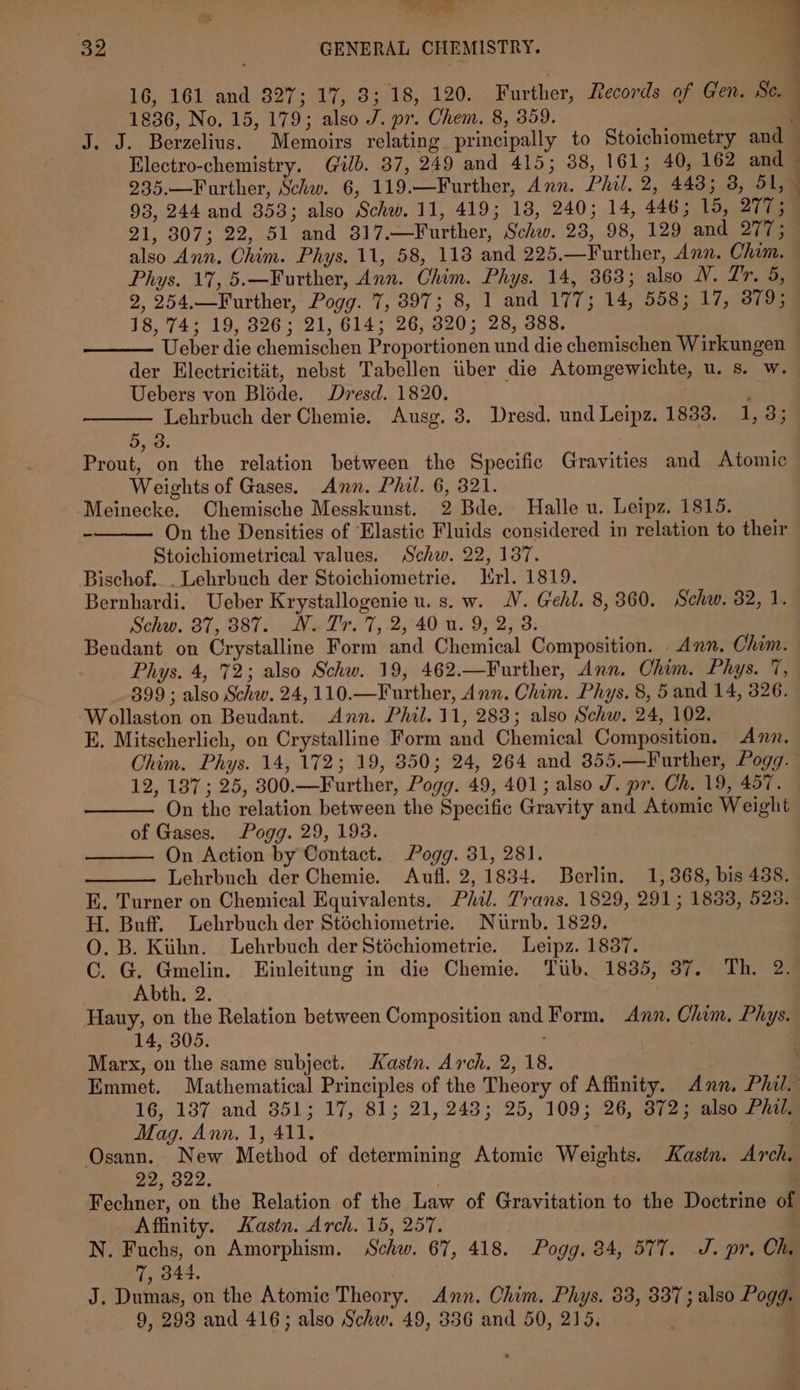 32 GENERAL CHEMISTRY.
16, 161 and 327; 17, 3; 18, 120. Further, Records of Gen. Sc.
1836, No. 15, 179; also J. pr. Chem. 8, 359.
J. J. Berzelius. Memoirs relating principally to Stoichiometry and
Electro-chemistry. Gilb. 37, 249 and 415; 38, 161; 40, 162 and
235.—Further, Schw. 6, 119.—Further, Ann. Phil. 2, 443; 3, 51,
93, 244 and 353; also Schw. 11, 419; 13, 240; 14, 446; 15, 277;
21, 307; 22, 51 and 317.—Further, Schw. 23, 98, 129 and 277;
also Ann. Chim. Phys. 11, 58, 113 and 225.—Further, Ann. Chim.
Phys. 17, 5.—Further, Ann. Chim. Phys. 14, 363; also N. Tr. 5,
2, 254.—Further, Pogg. 7, 397; 8, 1 and 177; 14, 558; 17, 379;
18, 74; 19, 326; 21, 614; 26, 320; 28, 388.
——— Ueber die chemischen Proportionen und die chemischen Wirkungen
der Electricität, nebst Tabellen über die Atomgewichte, u. s. w.
Uebers von Blöde. Dresd. 1820.
——— Lehrbuch der Chemie. Ausg. 3. Dresd. und Leipz. 1833. 1, 3;
5, 3.
Prout, on the relation between the Specific Gravities and Atomic
Weights of Gases. Ann. Phil. 6, 321.
Meinecke. Chemische Messkunst. 2 Bde. Halle u. Leipz. 1815.
——— On the Densities of Elastic Fluids considered in relation to their
Stoichiometrical values. Schw. 22, 137.
Bischof. Lehrbuch der Stoichiometrie. Erl. 1819.
Bernhardi. Ueber Krystallogenie u. s. w. N. Gehl. 8, 360. Schw. 32, 1.
Schw. 37, 387. N. Tr. 7, 2, 40 u. 9, 2, 3.
Beudant on Crystalline Form and Chemical Composition. Ann. Chim.
Phys. 4, 72; also Schw. 19, 462.—Further, Ann. Chim. Phys. 7,
399; also Schw. 24, 110.—Further, Ann. Chim. Phys. 8, 5 and 14, 326.
Wollaston on Beudant. Ann. Phil. 11, 283; also Schw. 24, 102.
E. Mitscherlich, on Crystalline Form and Chemical Composition. Ann.
Chim. Phys. 14, 172; 19, 350; 24, 264 and 355.—Further, Pogg.
12, 137; 25, 300.—Further, Pogg. 49, 401; also J. pr. Ch. 19, 457.
——— On the relation between the Specific Gravity and Atomic Weight
of Gases. Pogg. 29, 193.
——— On Action by Contact. Pogg. 31, 281.
——— Lehrbuch der Chemie. Aufl. 2, 1834. Berlin. 1, 368, bis 438.
E. Turner on Chemical Equivalents. Phil. Trans. 1829, 291; 1833, 523.
H. Buff. Lehrbuch der Stöchiometrie. Nürnb. 1829.
O. B. Kühn. Lehrbuch der Stöchiometrie. Leipz. 1837.
C. G. Gmelin. Einleitung in die Chemie. Tüb. 1835, 37. Th. 2.
Abth. 2.
Hauy, on the Relation between Composition and Form. Ann. Chim. Phys.
14, 305.
Marx, on the same subject. Kastn. Arch. 2, 18.
Emmet. Mathematical Principles of the Theory of Affinity. Ann. Phil.
16, 137 and 351; 17, 81; 21, 243; 25, 109; 26, 372; also Phil.
Mag. Ann. 1, 411.
Osann. New Method of determining Atomic Weights. Kastn. Arch.
22, 322.
Fechner, on the Relation of the Law of Gravitation to the Doctrine of
Affinity. Kastn. Arch. 15, 257.
N. Fuchs, on Amorphism. Schw. 67, 418. Pogg. 34, 577. J. pr. Ch.
7, 344.
J. Dumas, on the Atomic Theory. Ann. Chim. Phys. 33, 337; also Pogg.
9, 293 and 416; also Schw. 49, 336 and 50, 215.